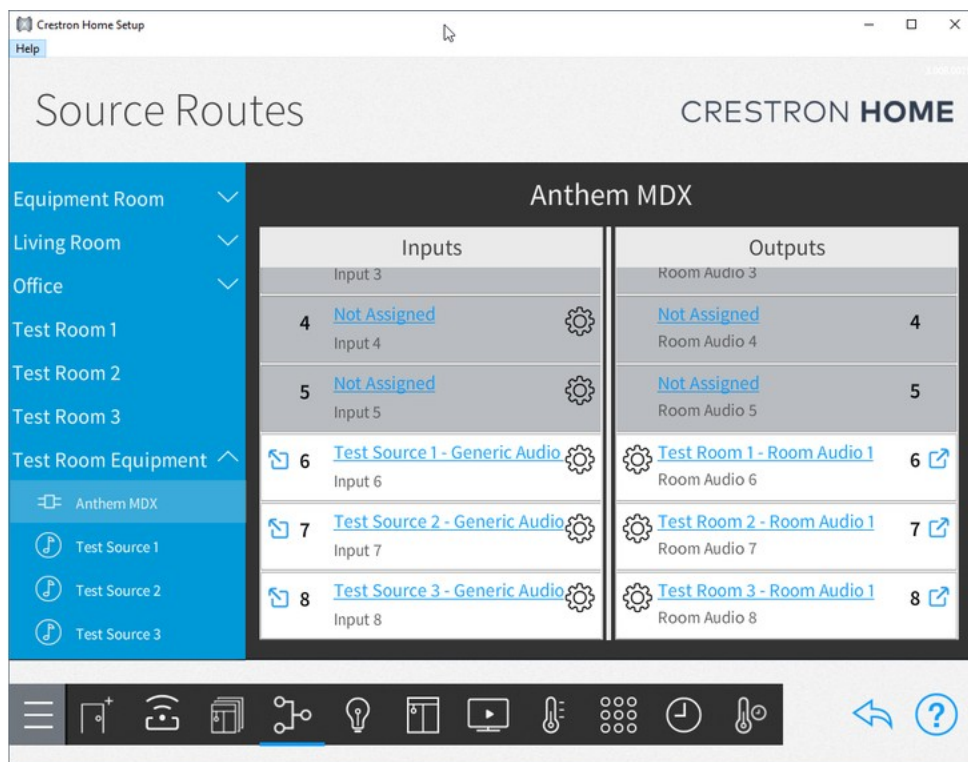 Crestron Home Setup
Help
Source Routes
CRESTRON HOME
Equipment Room
Living Room
Office
Test Room 1
Test Room 2
Test Room 3
Test Room Equipment
Anthem MDX
Test Source 1
Test Source 2
Test Source 3
Anthem MDX
Inputs
Input 3
4 Not Assigned
Input 4
5 Not Assigned
Input 5
6 Test Source 1 - Generic Audio
Input 6
7 Test Source 2 - Generic Audio
Input 7
8 Test Source 3 - Generic Audio
Input 8
Outputs
Room Audio 3
Not Assigned 4
Room Audio 4
Not Assigned 5
Room Audio 5
Test Room 1 - Room Audio 1 6
Room Audio 6
Test Room 2 - Room Audio 1 7
Room Audio 7
Test Room 3 - Room Audio 1 8
Room Audio 8
?